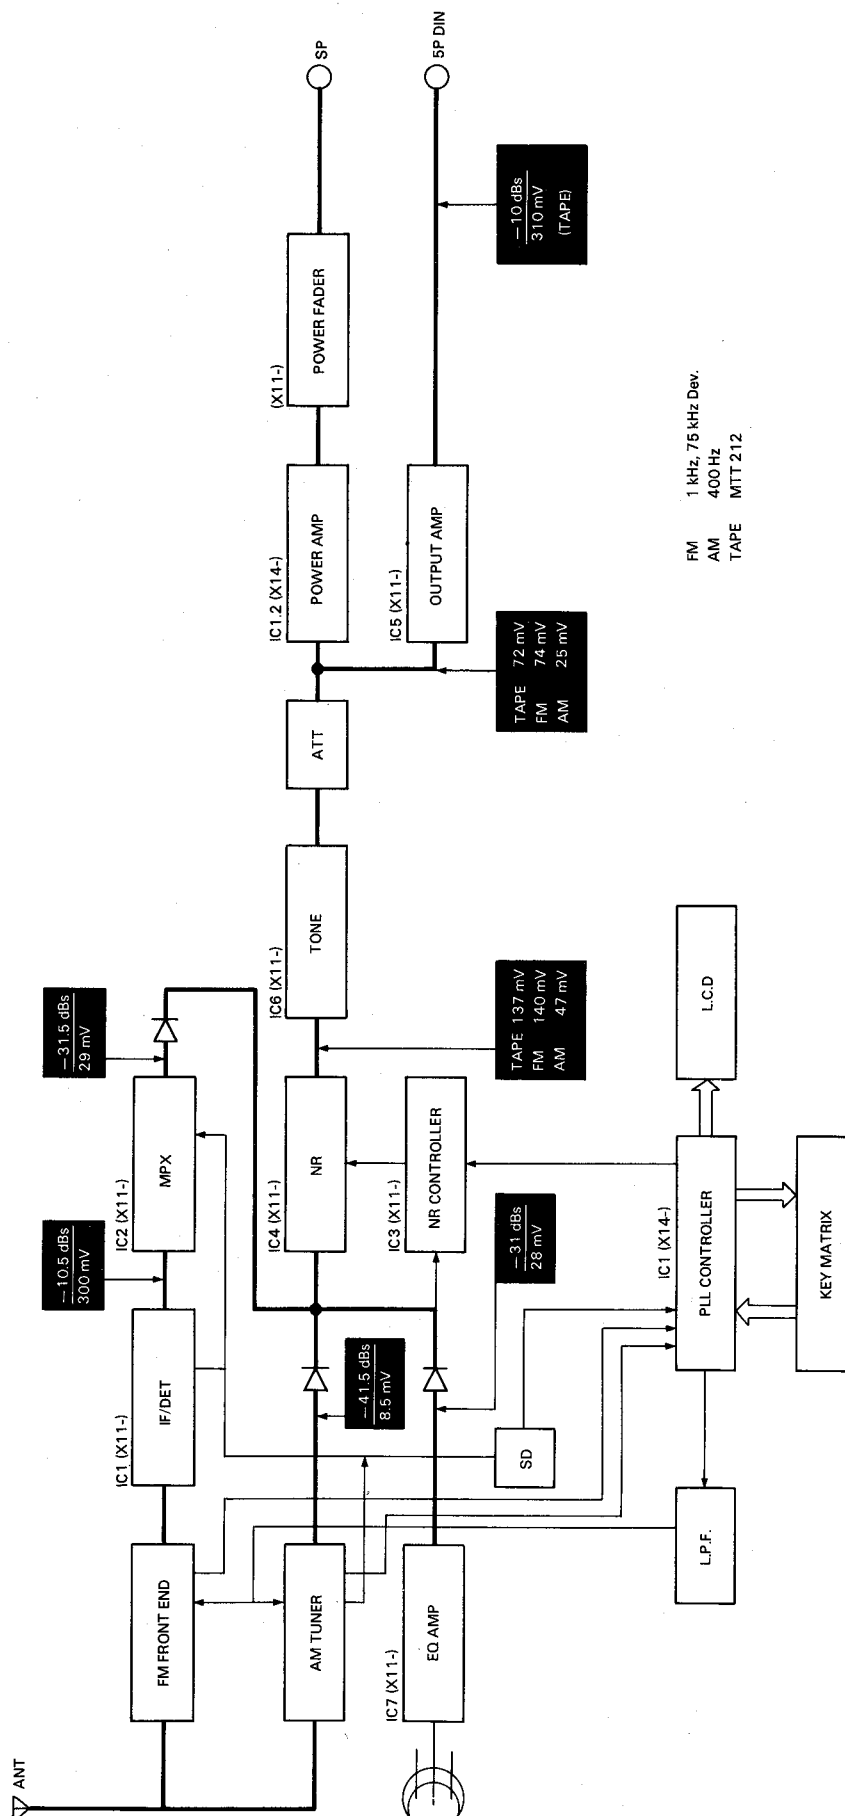 ANT
FM FRONT END
IC1 (X11-)
IF/DET
−10.5 dBs
300 mV
IC2 (X11-)
MPX
−31.5 dBs
29 mV
AM TUNER
−41.5 dBs
8.5 mV
IC4 (X11-)
NR
IC6 (X11-)
TONE
ATT
IC1.2 (X14-)
POWER AMP
(X11-)
POWER FADER
SP
IC7 (X11-)
EQ AMP
−31 dBs
28 mV
IC3 (X11-)
NR CONTROLLER
TAPE 137 mV
FM 140 mV
AM 47 mV
TAPE 72 mV
FM 74 mV
AM 25 mV
IC5 (X11-)
OUTPUT AMP
−10 dBs
310 mV
(TAPE)
5P DIN
SD
L.P.F.
IC1 (X14-)
PLL CONTROLLER
L.C.D
KEY MATRIX
FM 1 kHz, 75 kHz Dev.
AM 400 Hz
TAPE MTT 212